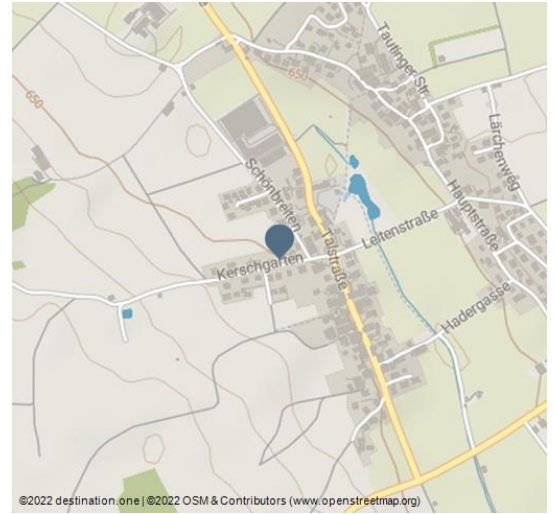 Tautinger Str.
650
650
Lärchenweg
Schönbreiten
Hauptstraße
Leitenstraße
Talstraße
Kerschgarten
Hadergasse
©2022 destination.one | ©2022 OSM & Contributors (www.openstreetmap.org)